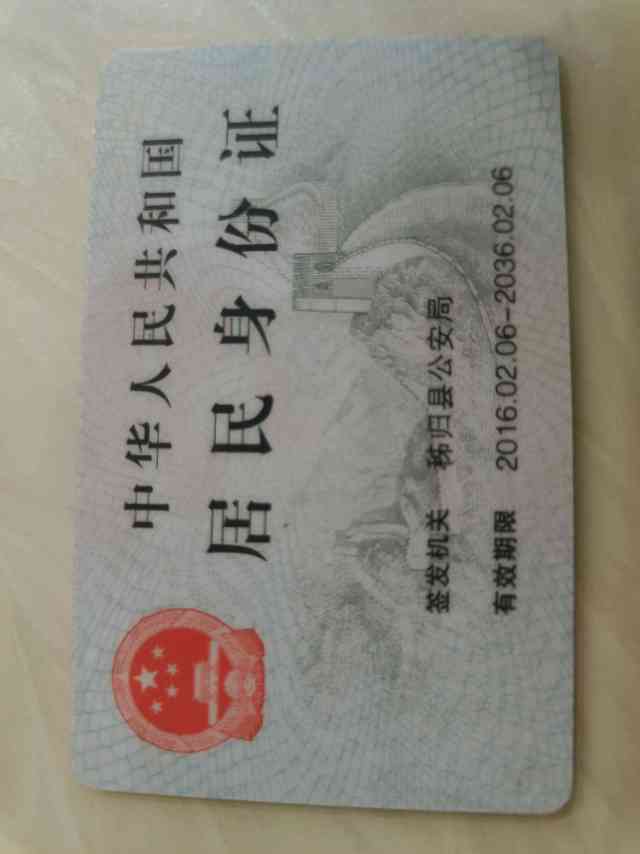 中华人民共和国
居民身份证
签发机关 秭归县公安局
有效期限 2016.02.06-2036.02.06